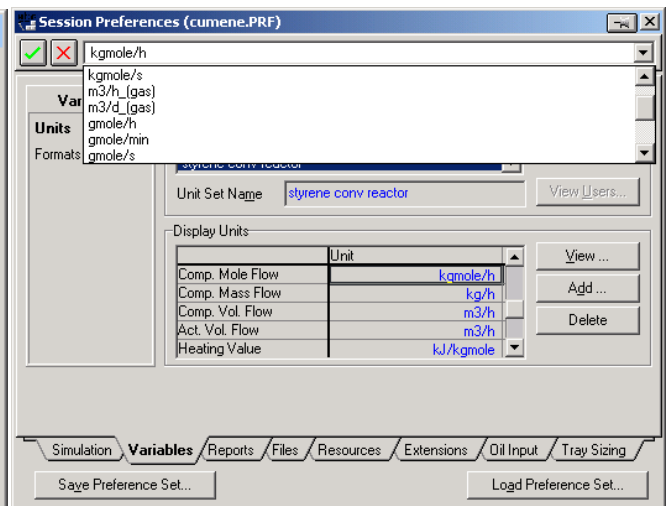 Session Preferences (cumene.PRF)
kgmole/h
kgmole/s
m3/h_(gas)
m3/d_(gas)
gmole/h
gmole/min
gmole/s
Var
Units
Formats
styrene conv reactor
Unit Set Name
styrene conv reactor
View Users...
Display Units
Unit
Comp. Mole Flow kgmole/h
Comp. Mass Flow kg/h
Comp. Vol. Flow m3/h
Act. Vol. Flow m3/h
Heating Value kJ/kgmole
View ...
Add ...
Delete
Simulation Variables Reports Files Resources Extensions Oil Input Tray Sizing
Save Preference Set... Load Preference Set...